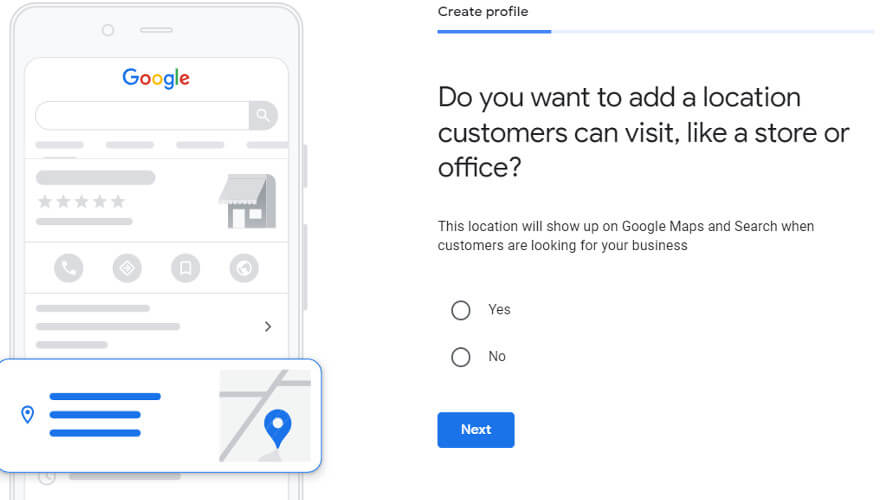 Google
Create profile
Do you want to add a location
customers can visit, like a store or
office?
This location will show up on Google Maps and Search when
customers are looking for your business
Yes
No
Next